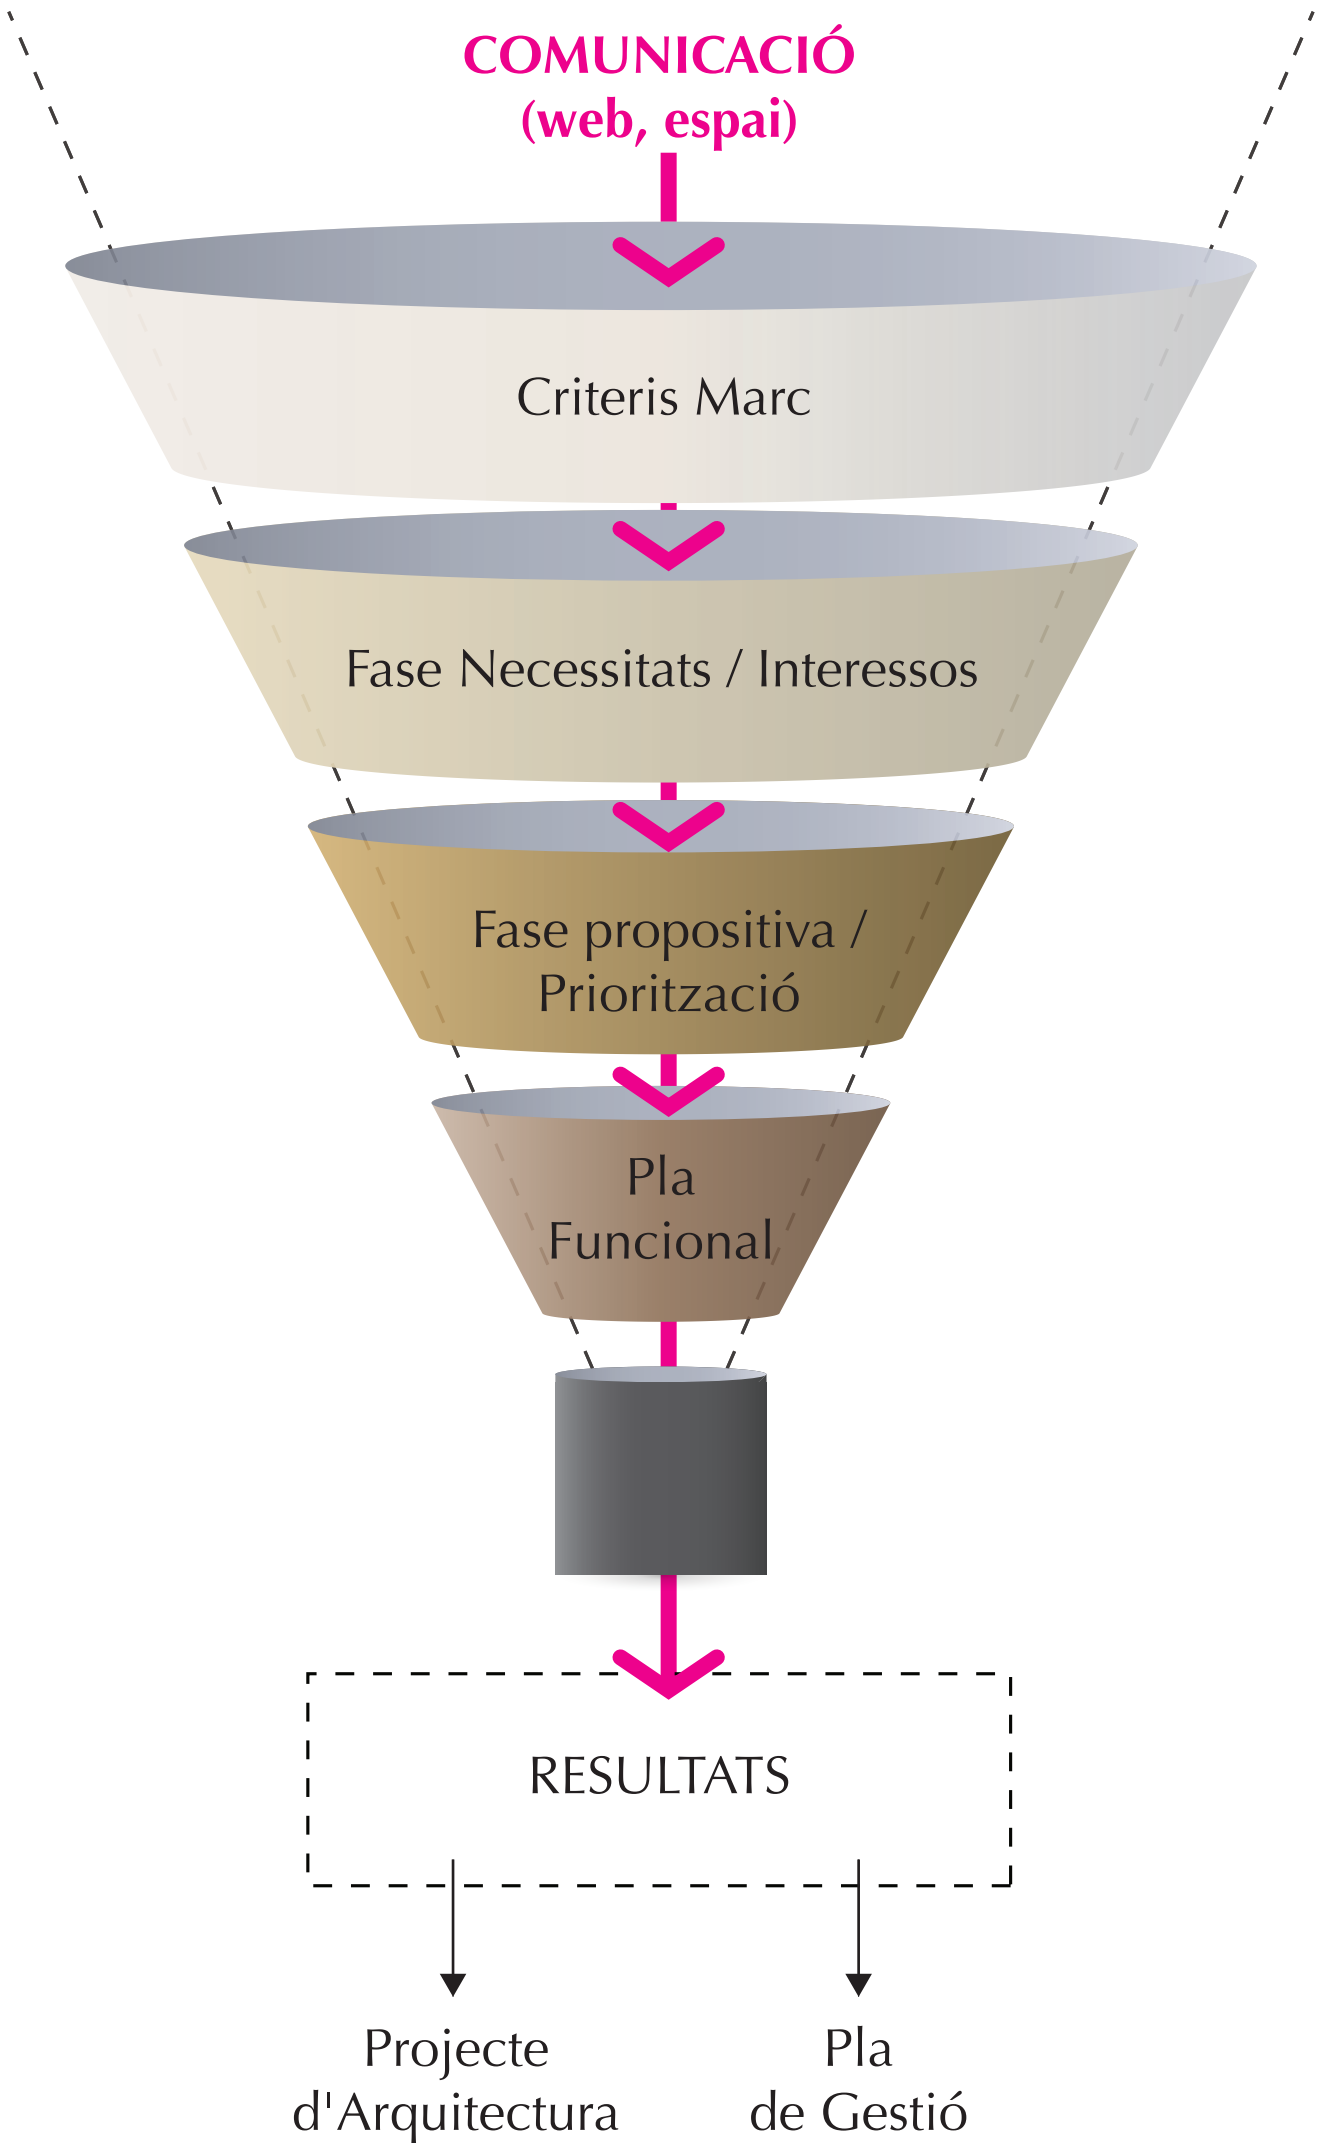 COMUNICACIÓ
(web, espai)
Criteris Marc
Fase Necessitats / Interessos
Fase propositiva /
Priorització
Pla
Funcional
RESULTATS
Projecte
d'Arquitectura
Pla
de Gestió